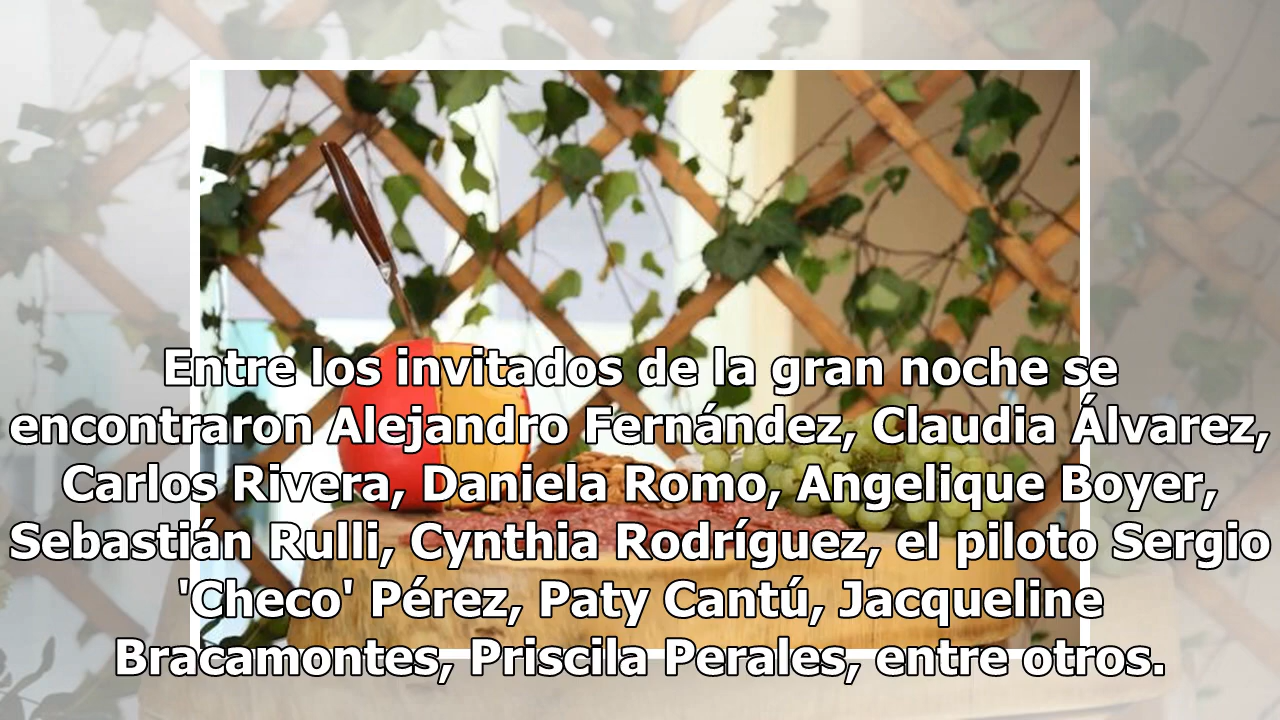 Entre los invitados de la gran noche se
encontraron Alejandro Fernández, Claudia Álvarez,
Carlos Rivera, Daniela Romo, Angelique Boyer,
Sebastián Rulli, Cynthia Rodríguez, el piloto Sergio
'Checo' Pérez, Paty Cantú, Jacqueline
Bracamontes, Priscila Perales, entre otros.